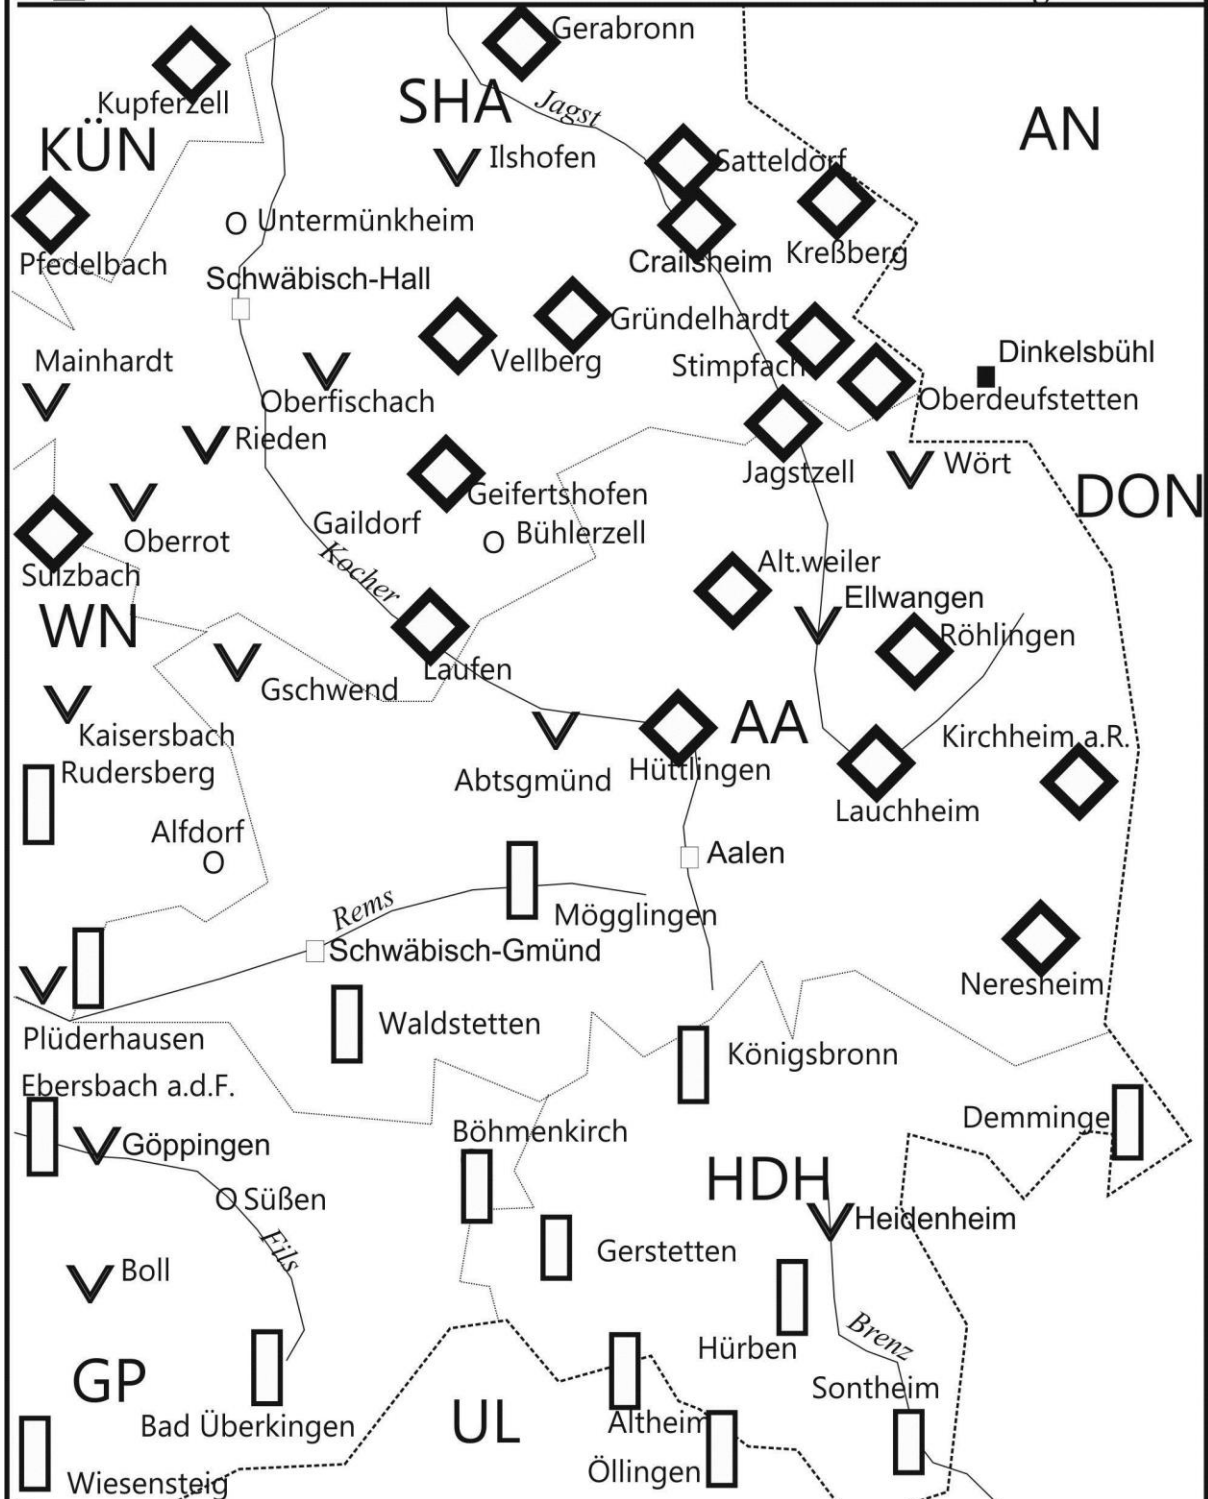 Gerabronn
Kupferzell
SHA
Jagst
AN
KÜN
Ilshofen
Satteldorf
Untermünkheim
Pfedelbach
Crailsheim
Kreßberg
Schwäbisch-Hall
Gründelhardt
Mainhardt
Vellberg
Stimpfach
Dinkelsbühl
Oberfischach
Oberdeufstetten
Rieden
Jagstzell
Wört
Geifertshofen
DON
Gaildorf
Bühlerzell
Oberrot
Kocher
Sulzbach
Alt.weiler
WN
Ellwangen
Röhlingen
Laufen
Gschwend
AA
Kaisersbach
Kirchheim a.R.
Rudersberg
Abtsgmünd
Hüttlingen
Lauchheim
Alfdorf
Aalen
Rems
Mögglingen
Schwäbisch-Gmünd
Neresheim
Plüderhausen
Waldstetten
Königsbronn
Ebersbach a.d.F.
Demminge
Göppingen
Böhmenkirch
HDH
Süßen
Heidenheim
Fils
Gerstetten
Boll
Brenz
Hürben
GP
Sontheim
UL
Bad Überkingen
Altheim
Öllingen
Wiesensteig